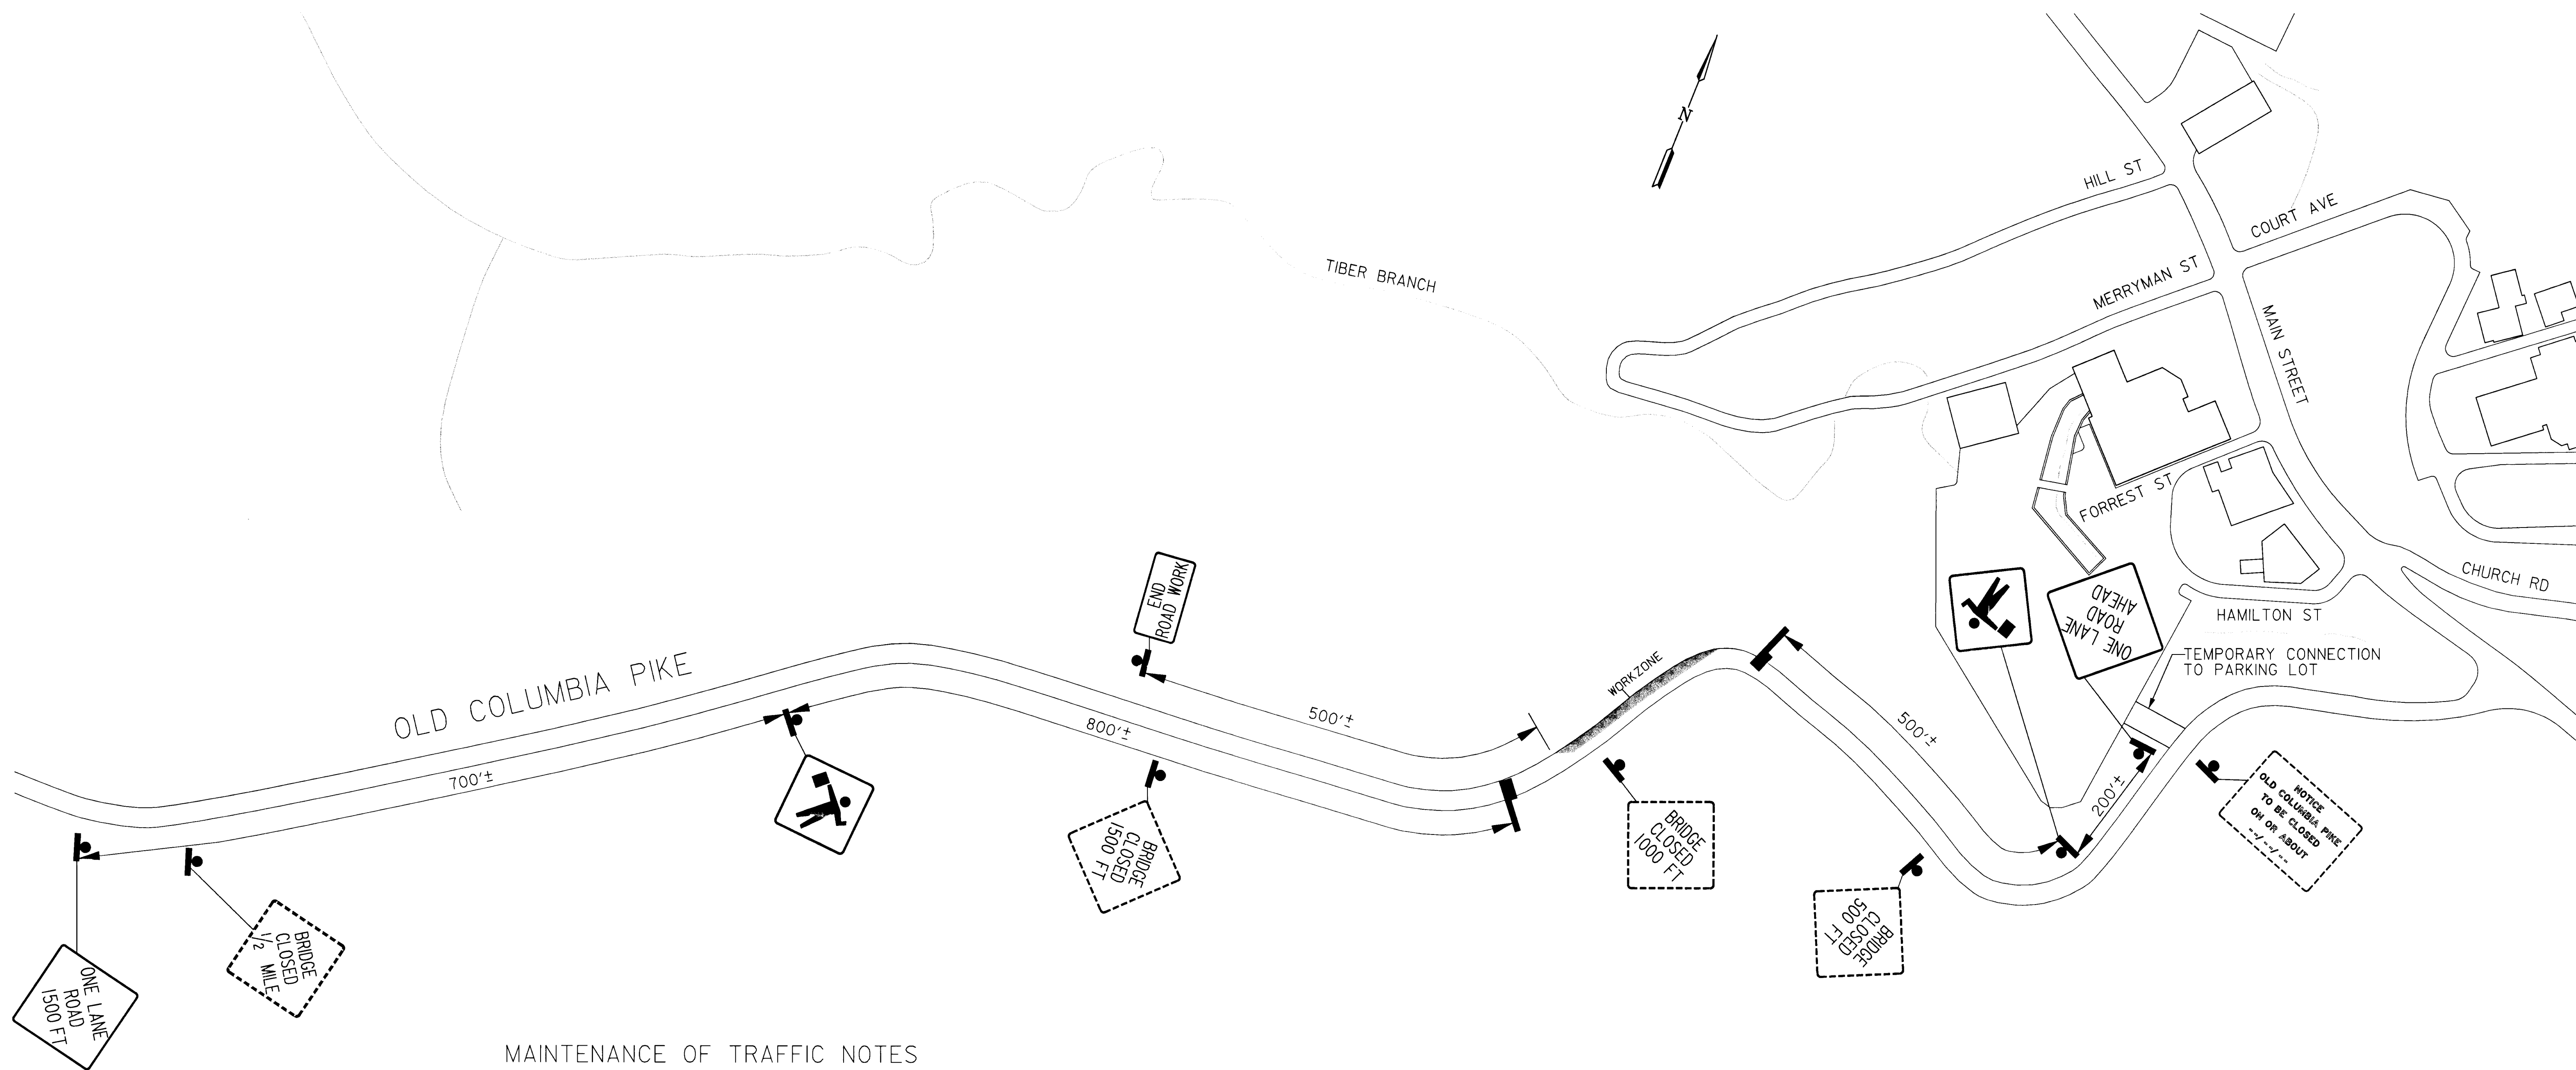 N
HILL ST
COURT AVE
TIBER BRANCH
MERRYMAN ST
MAIN STREET
FORREST ST
CHURCH RD
HAMILTON ST
TEMPORARY CONNECTION
TO PARKING LOT
END
ROAD WORK
ONE LANE
ROAD
AHEAD
OLD COLUMBIA PIKE
WORKZONE
500'±
800'±
700'±
500'±
200'±
NOTICE
OLD COLUMBIA PIKE
TO BE CLOSED
ON OR ABOUT
--/--/--
BRIDGE
CLOSED
1500 FT
BRIDGE
CLOSED
1000 FT
BRIDGE
CLOSED
500 FT
BRIDGE
CLOSED
1/2 MILE
ONE LANE
ROAD
1500 FT
MAINTENANCE OF TRAFFIC NOTES